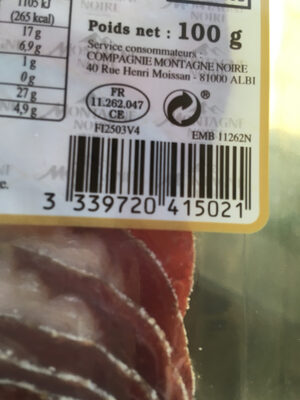 1105 kJ
(265 kcal)
17 g
6,9 g
1 g
0 g
27 g
4,9 g
Poids net : 100 g
Service consommateurs :
COMPAGNIE MONTAGNE NOIRE
40 Rue Henri Moissan - 81000 ALBI
FR
11.262.047
CE
®
FI2503V4
EMB 11262N
3 339720 415021